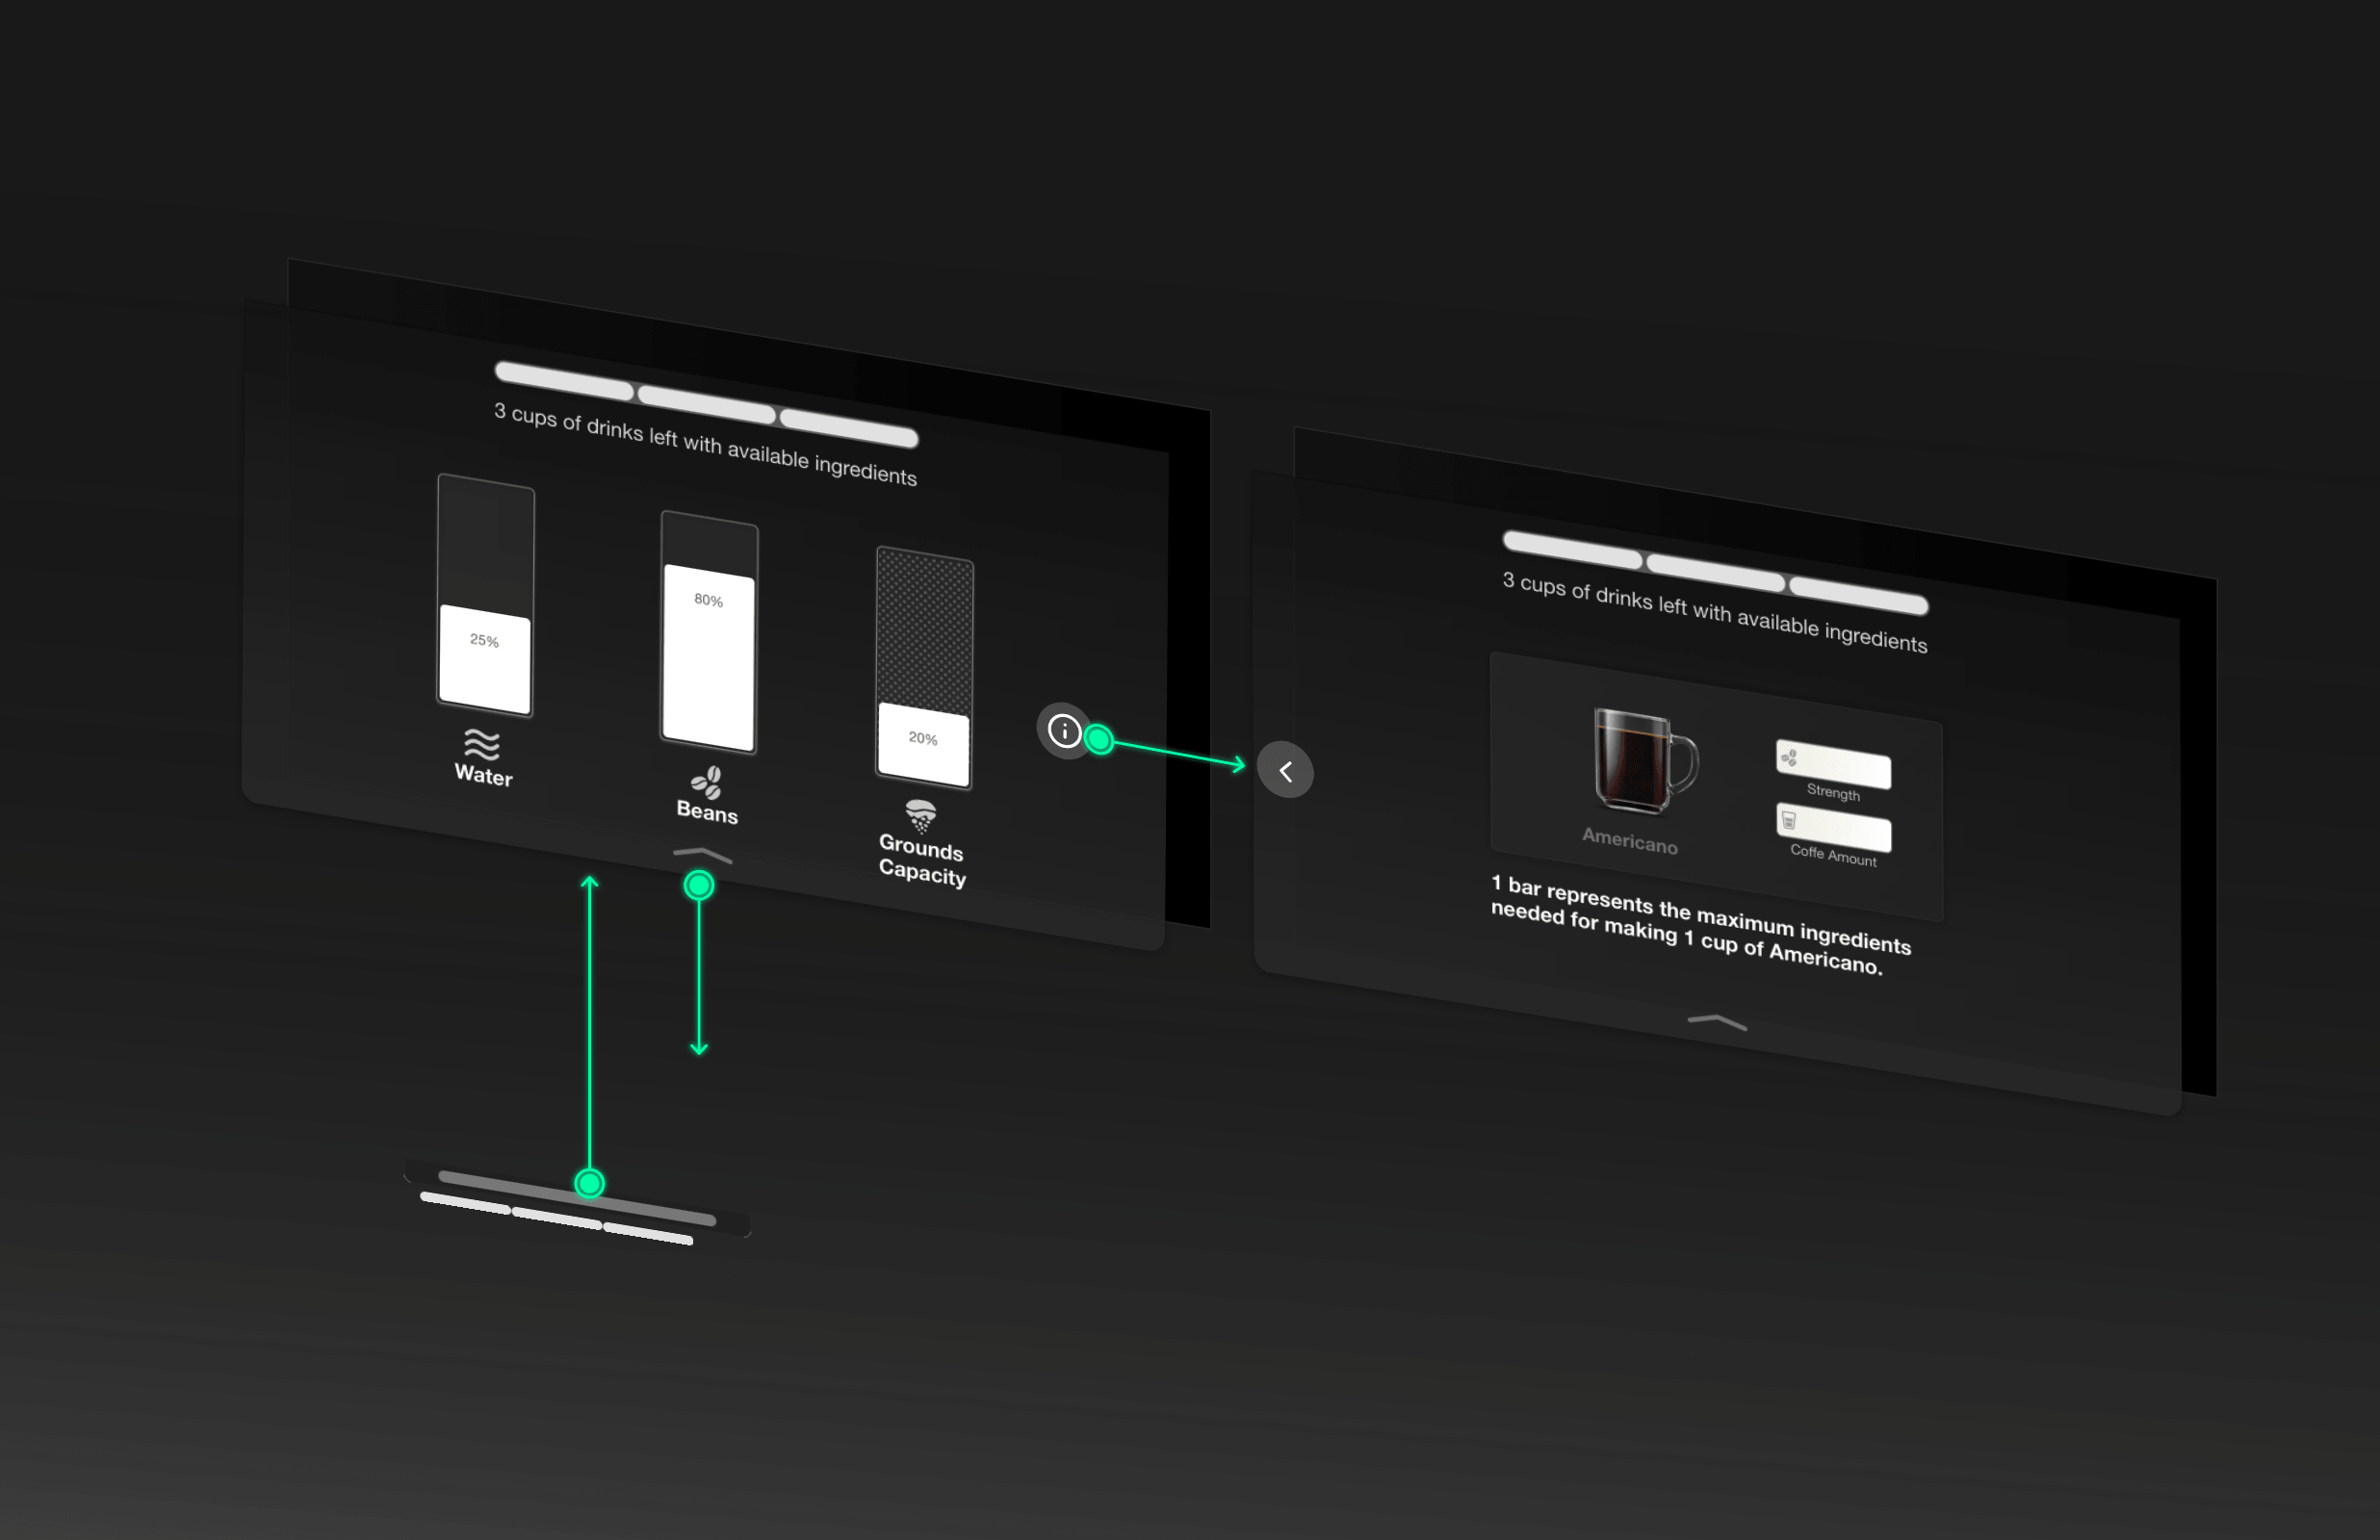 3 cups of drinks left with available ingredients
25%
Water
80%
Beans
20%
Grounds
Capacity
3 cups of drinks left with available ingredients
Americano
Strength
Coffe Amount
1 bar represents the maximum ingredients
needed for making 1 cup of Americano.